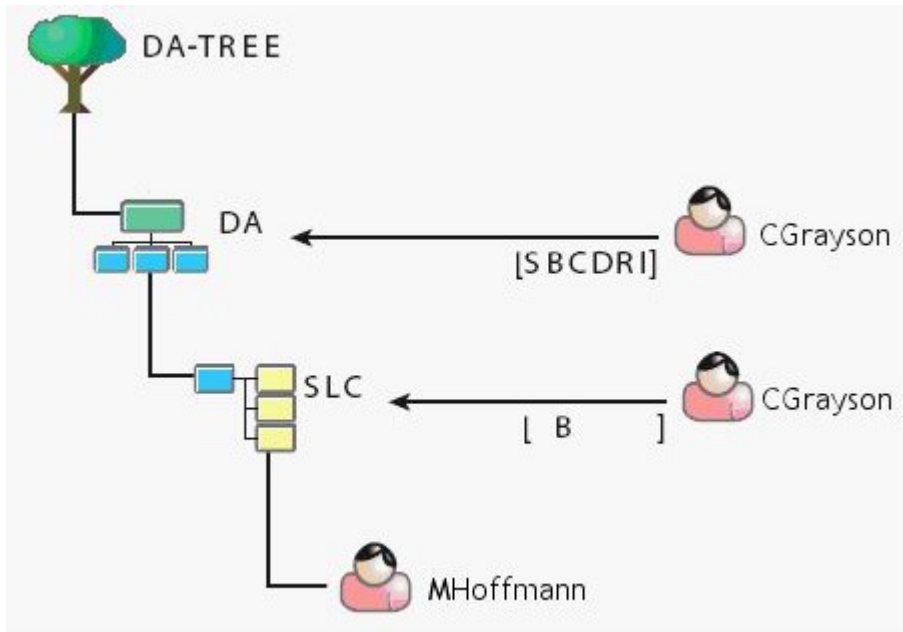 DA-TREE
DA
CGrayson
[SBCDRI]
SLC
CGrayson
[ B ]
MHoffmann